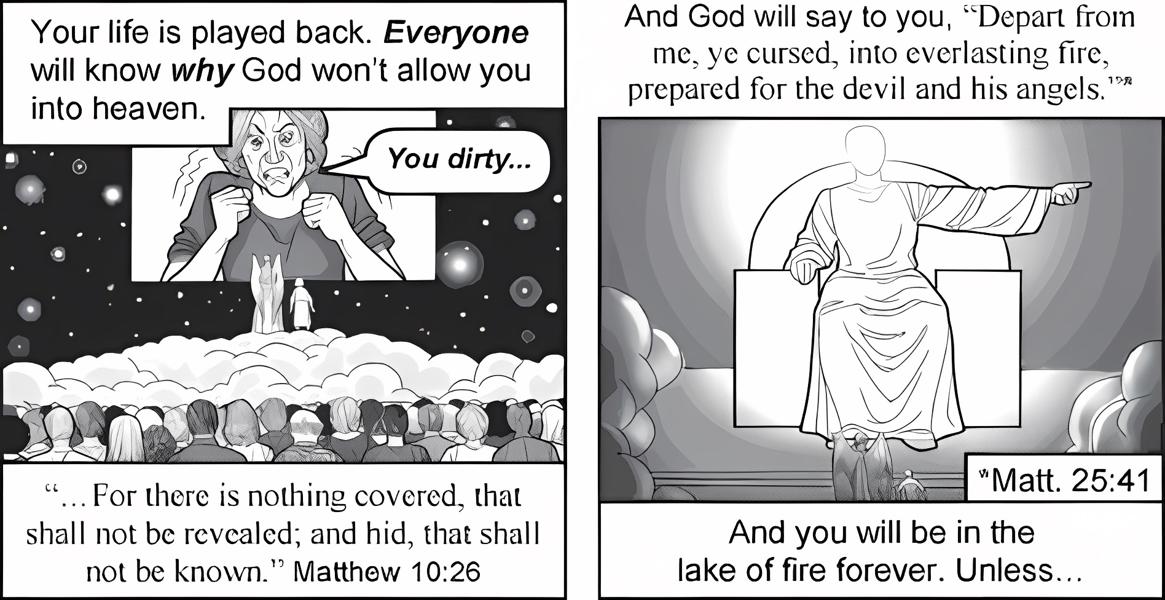 Your life is played back. Everyone
will know why God won't allow you
into heaven.
You dirty...
"... For there is nothing covered, that
shall not be revealed; and hid, that shall
not be known." Matthew 10:26
And God will say to you, "Depart from
me, ye cursed, into everlasting fire,
prepared for the devil and his angels."
Matt. 25:41
And you will be in the
lake of fire forever. Unless...